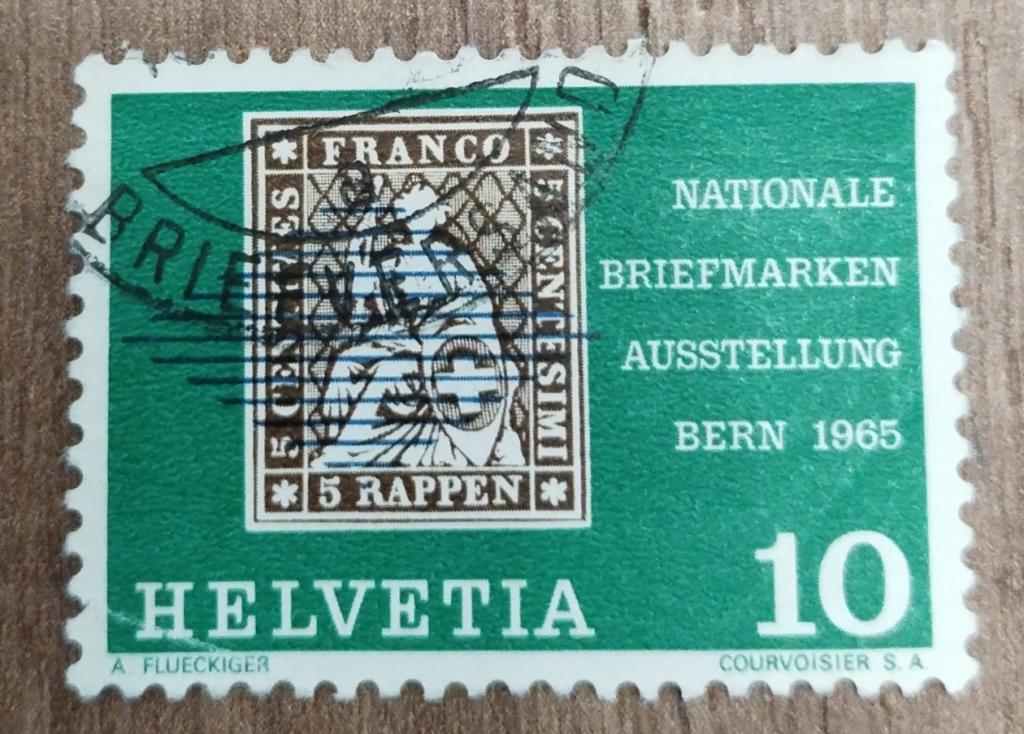 FRANCO
5 CENTIMES
5 CENTESIMI
5 RAPPEN
NATIONALE
BRIEFMARKEN
AUSSTELLUNG
BERN 1965
HELVETIA
10
A. FLUECKIGER
COURVOISIER S. A.